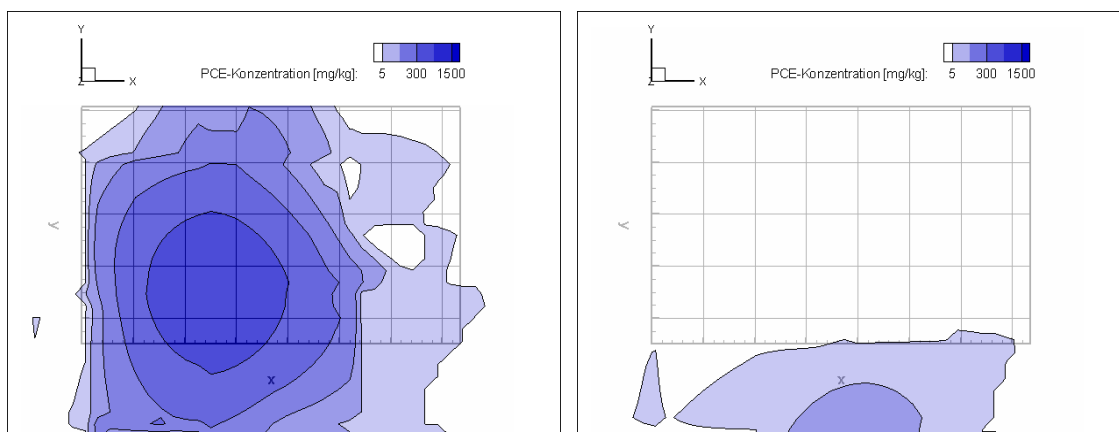 Y
Z X
PCE-Konzentration [mg/kg]:
5 300 1500
y
x
Y
Z X
PCE-Konzentration [mg/kg]:
5 300 1500
y
x